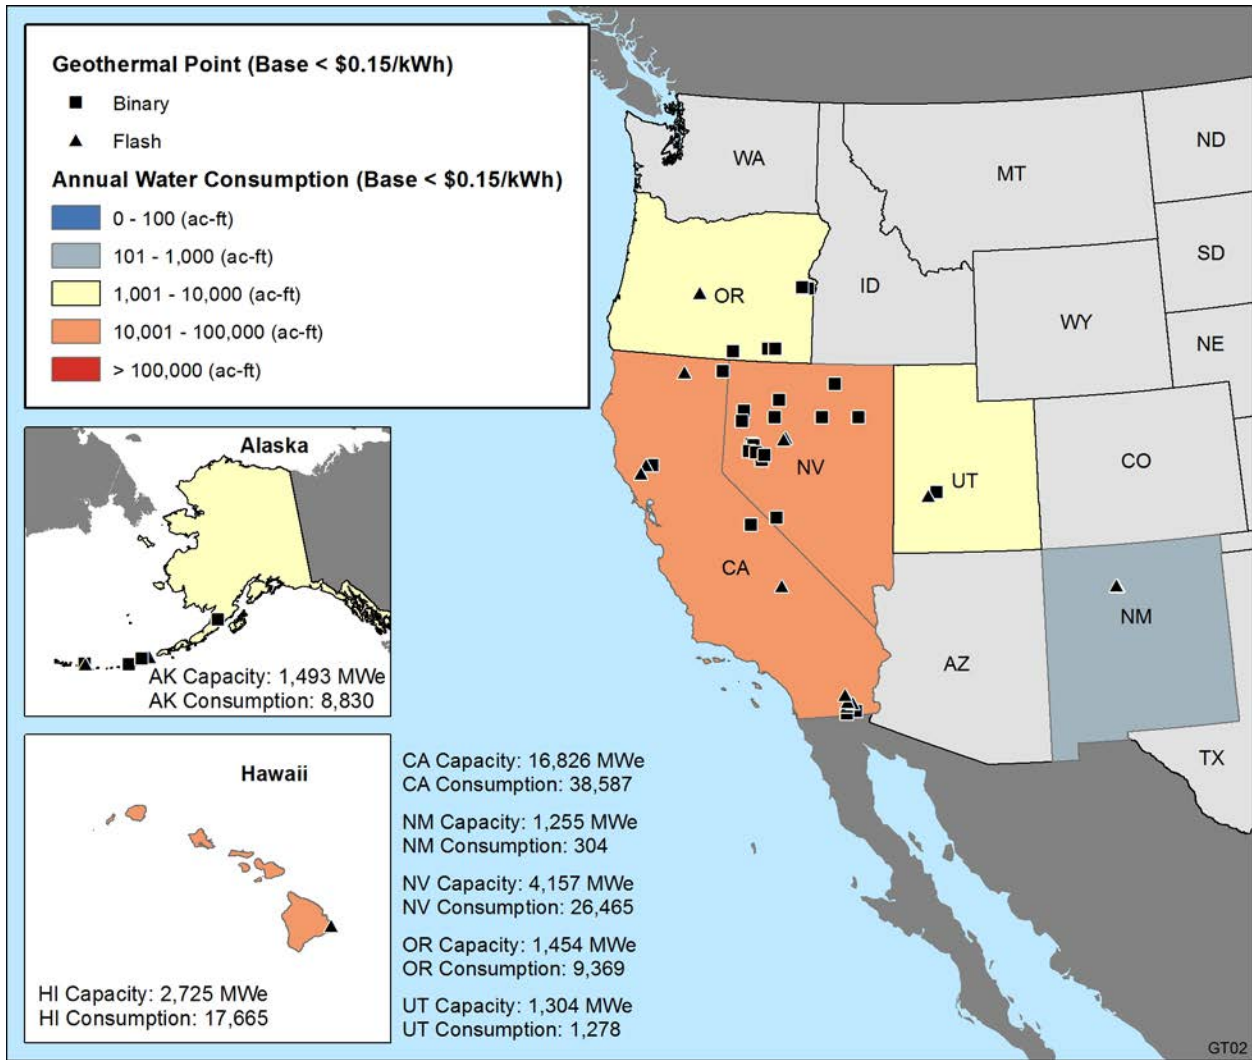 Geothermal Point (Base < $0.15/kWh)
Binary
Flash
Annual Water Consumption (Base < $0.15/kWh)
0 - 100 (ac-ft)
101 - 1,000 (ac-ft)
1,001 - 10,000 (ac-ft)
10,001 - 100,000 (ac-ft)
> 100,000 (ac-ft)
WA
MT
ND
OR
ID
SD
WY
NE
NV
UT
CO
CA
AZ
NM
TX
Alaska
AK Capacity: 1,493 MWe
AK Consumption: 8,830
Hawaii
HI Capacity: 2,725 MWe
HI Consumption: 17,665
CA Capacity: 16,826 MWe
CA Consumption: 38,587
NM Capacity: 1,255 MWe
NM Consumption: 304
NV Capacity: 4,157 MWe
NV Consumption: 26,465
OR Capacity: 1,454 MWe
OR Consumption: 9,369
UT Capacity: 1,304 MWe
UT Consumption: 1,278
GT02